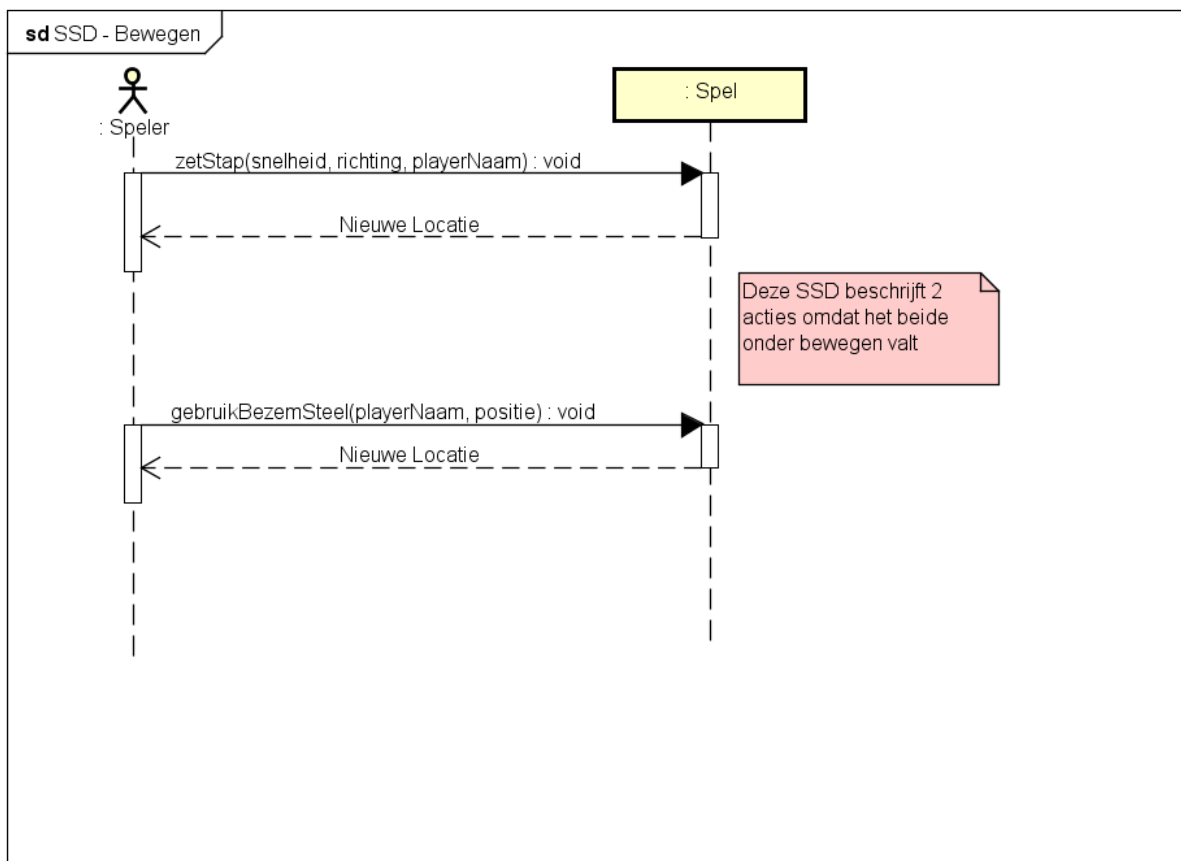 sd SSD - Bewegen
: Speler
: Spel
zetStap(snelheid, richting, playerNaam) : void
Nieuwe Locatie
Deze SSD beschrijft 2
acties omdat het beide
onder bewegen valt
gebruikBezemSteel(playerNaam, positie) : void
Nieuwe Locatie